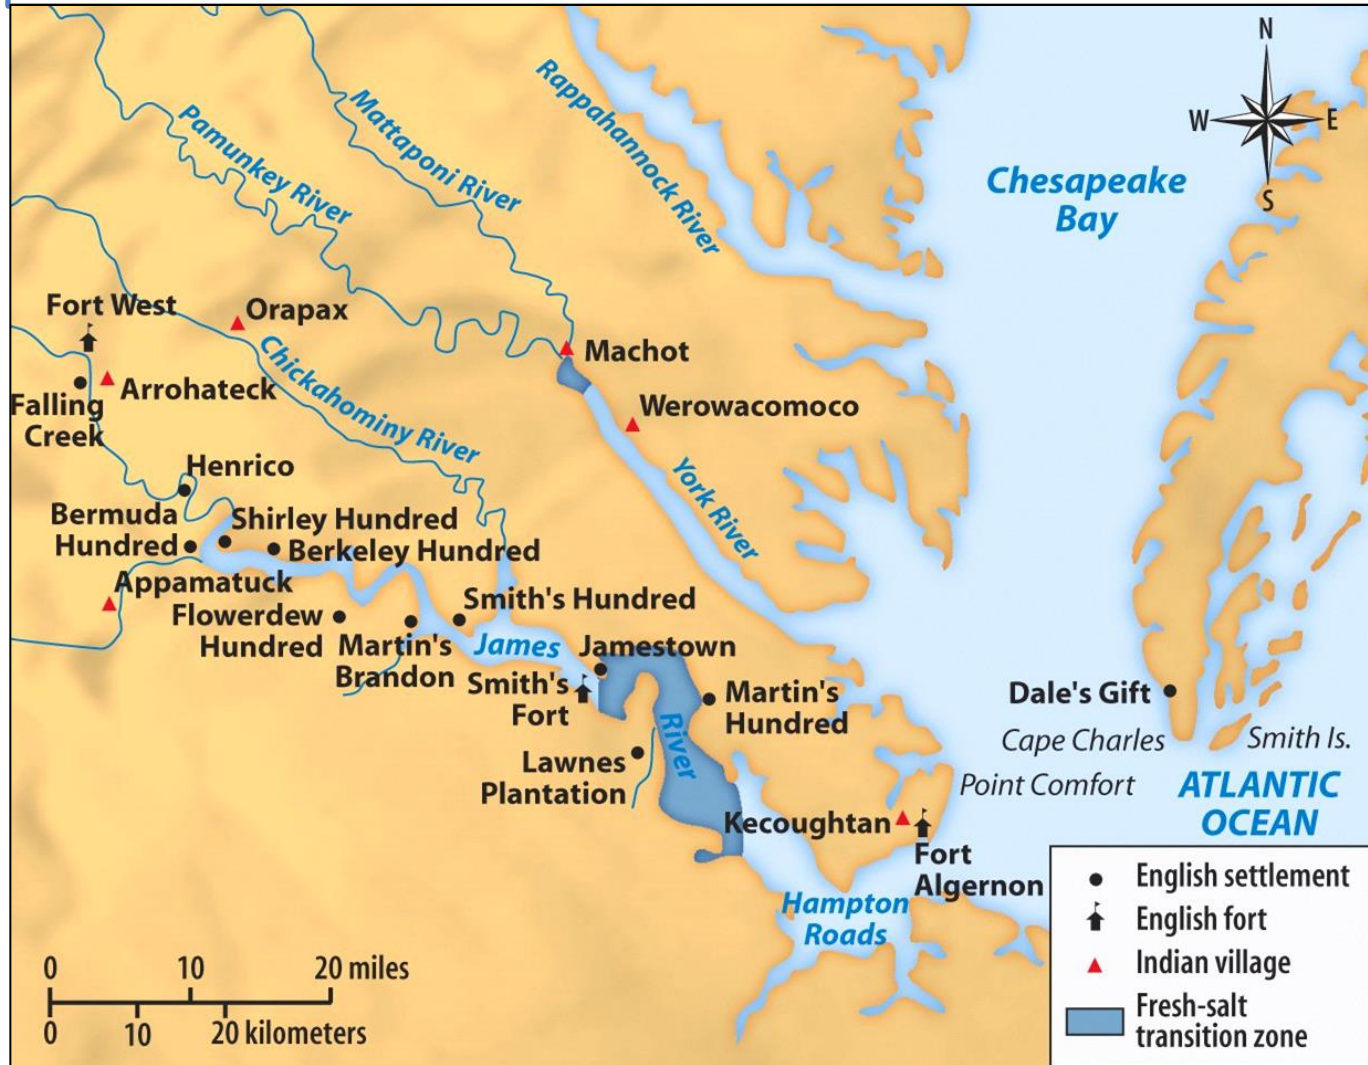 N
W
E
S
Rappahannock River
Mattaponi River
Pamunkey River
Chesapeake
Bay
Fort West
Orapax
Machot
Chickahominy River
Arrohateck
Falling
Creek
Werowacomoco
York River
Henrico
Bermuda
Hundred
Shirley Hundred
Berkeley Hundred
Appamatuck
Flowerdew
Hundred
Smith's Hundred
Martin's
Brandon
James
River
Jamestown
Smith's
Fort
Martin's
Hundred
Lawnes
Plantation
Dale's Gift
Cape Charles
Smith Is.
Point Comfort
ATLANTIC
OCEAN
Kecoughtan
Fort
Algernon
Hampton
Roads
0 10 20 miles
0 10 20 kilometers
English settlement
English fort
Indian village
Fresh-salt
transition zone